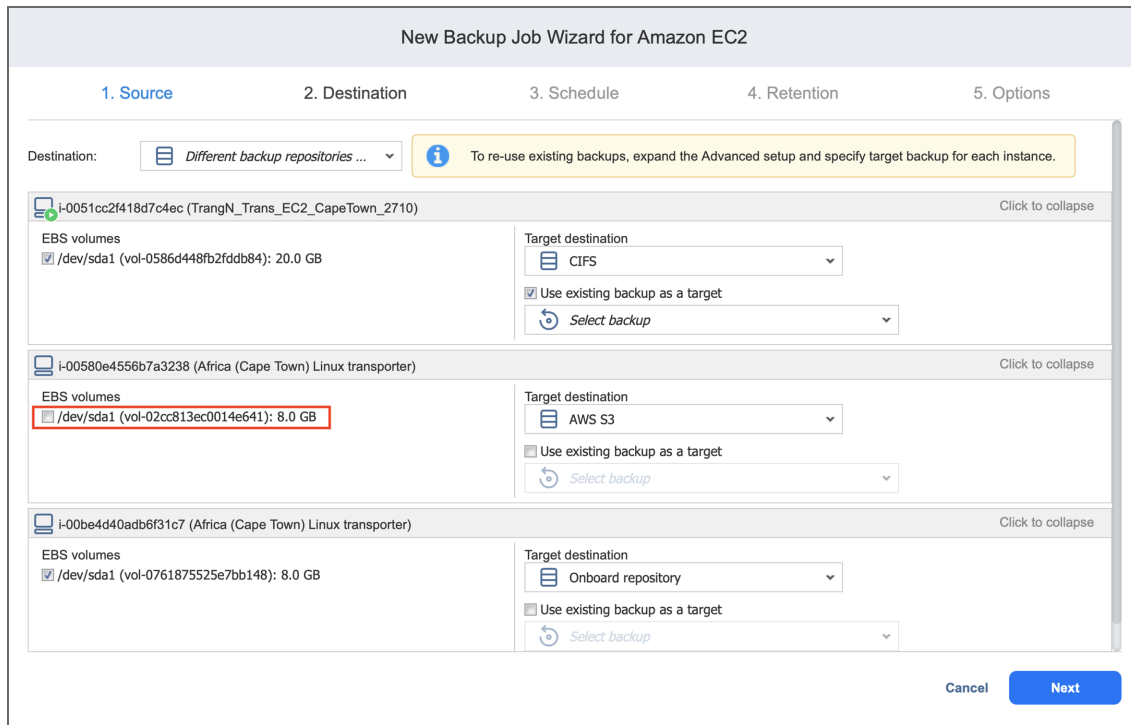 New Backup Job Wizard for Amazon EC2
1. Source
2. Destination
3. Schedule
4. Retention
5. Options
Destination:
Different backup repositories ...
To re-use existing backups, expand the Advanced setup and specify target backup for each instance.
i-0051cc2f418d7c4ec (TrangN_Trans_EC2_CapeTown_2710)
Click to collapse
EBS volumes
/dev/sda1 (vol-0586d448fb2fddb84): 20.0 GB
Target destination
CIFS
Use existing backup as a target
Select backup
i-00580e4556b7a3238 (Africa (Cape Town) Linux transporter)
Click to collapse
EBS volumes
/dev/sda1 (vol-02cc813ec0014e641): 8.0 GB
Target destination
AWS S3
Use existing backup as a target
Select backup
i-00be4d40adb6f31c7 (Africa (Cape Town) Linux transporter)
Click to collapse
EBS volumes
/dev/sda1 (vol-0761875525e7bb148): 8.0 GB
Target destination
Onboard repository
Use existing backup as a target
Select backup
Cancel
Next